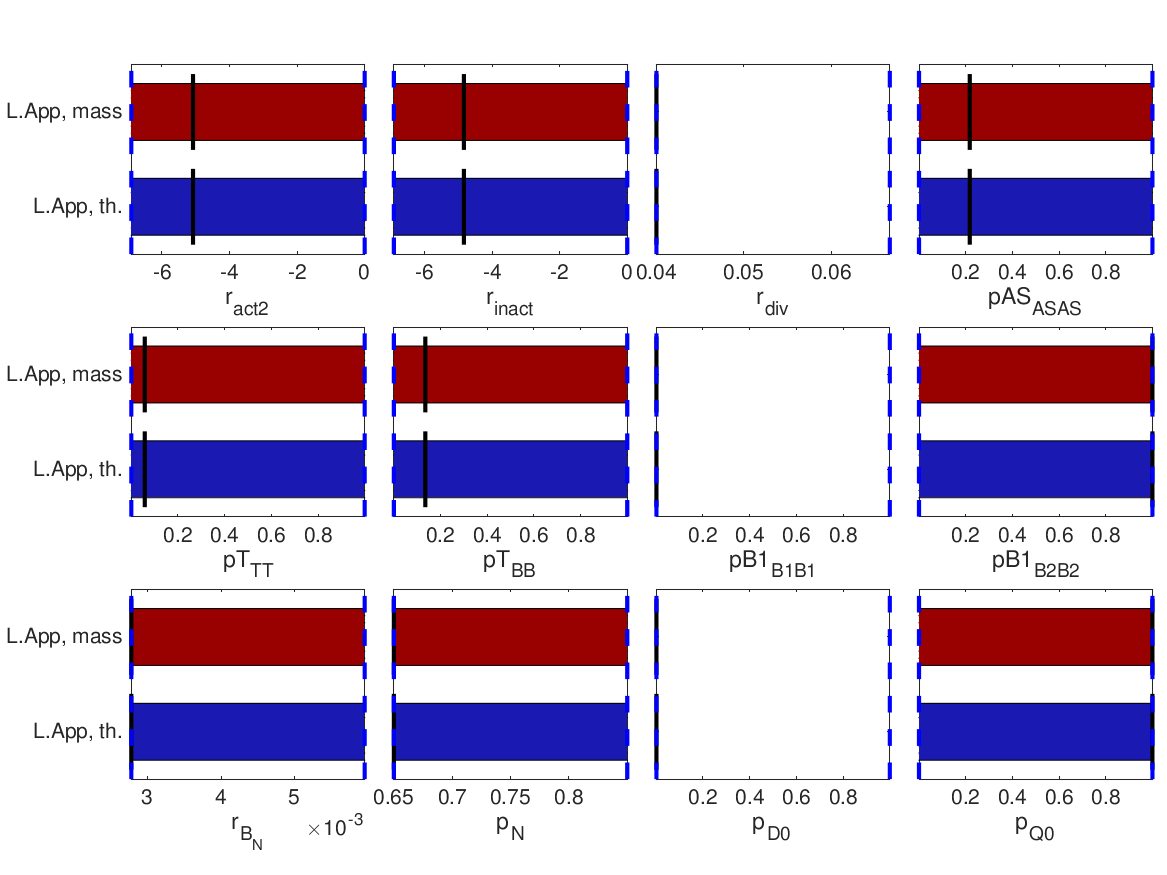 L.App, mass
L.App, th.
-6 -4 -2 0
r_act2
-6 -4 -2 0
r_inact
0.04 0.05 0.06
r_div
0.2 0.4 0.6 0.8
pAS_ASAS
L.App, mass
L.App, th.
0.2 0.4 0.6 0.8
pT_TT
0.2 0.4 0.6 0.8
pT_BB
0.2 0.4 0.6 0.8
pB1_B1B1
0.2 0.4 0.6 0.8
pB1_B2B2
L.App, mass
L.App, th.
3 4 5
×10^-3
r_B_N
0.65 0.7 0.75 0.8
p_N
0.2 0.4 0.6 0.8
p_D0
0.2 0.4 0.6 0.8
p_Q0